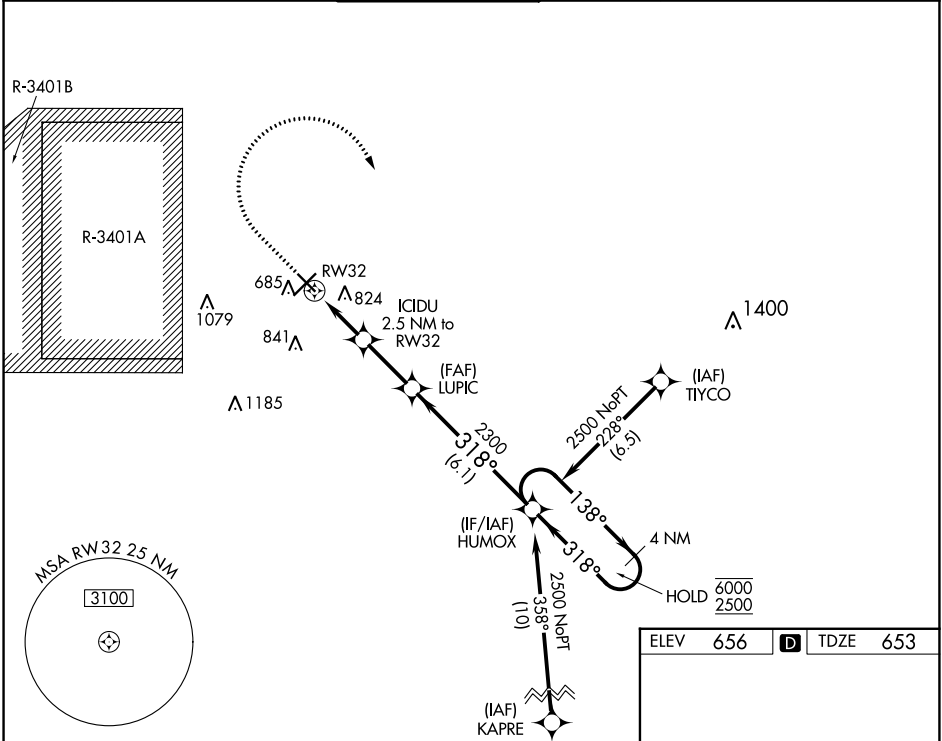 R-3401B
R-3401A
685
RW32
824
1079
841
ICIDU
2.5 NM to
RW32
1400
(FAF)
LUPIC
(IAF)
TIYCO
1185
2500 NoPT
228°
(6.5)
2300
318°
(6.1)
138°
(IF/IAF)
HUMOX
318°
4 NM
HOLD
6000
2500
MSA RW32 25 NM
3100
2500 NoPT
358°
(10)
(IAF)
KAPRE
ELEV 656 D TDZE 653